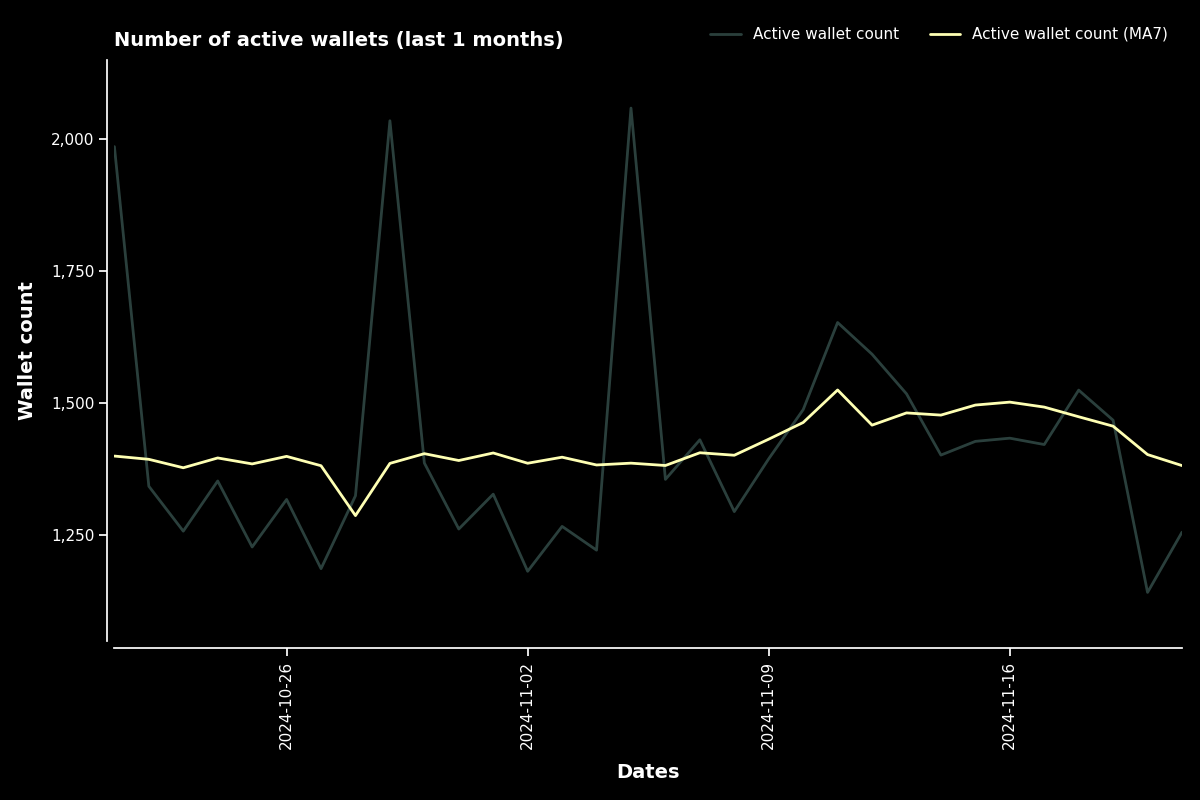 Number of active wallets (last 1 months)
Active wallet count
Active wallet count (MA7)
Wallet count
2,000
1,750
1,500
1,250
2024-10-26
2024-11-02
2024-11-09
2024-11-16
Dates